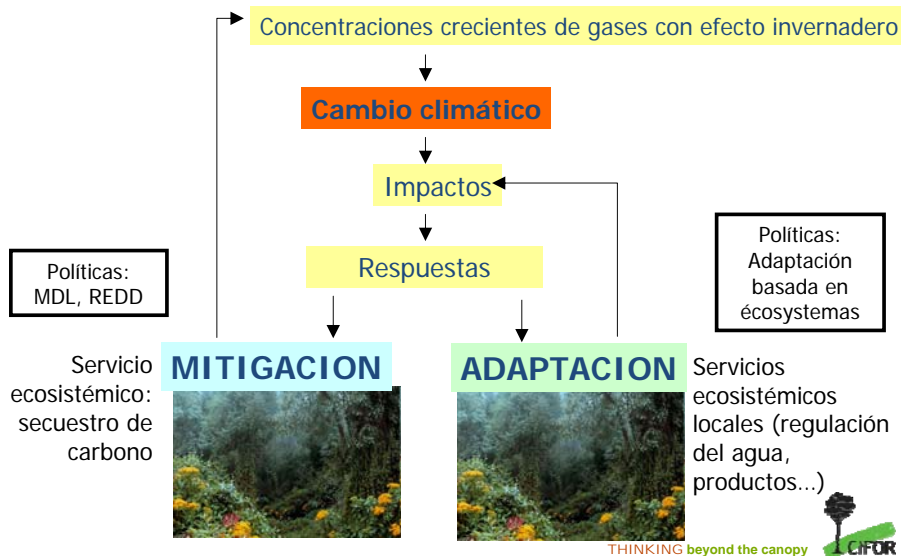 Concentraciones crecientes de gases con efecto invernadero
Cambio climático
Impactos
Respuestas
Políticas:
MDL, REDD
Políticas:
Adaptación
basada en
écosystemas
MITIGACION
ADAPTACION
Servicio
ecosistémico:
secuestro de
carbono
Servicios
ecosistémicos
locales (regulación
del agua,
productos...)
THINKING beyond the canopy
CIFOR